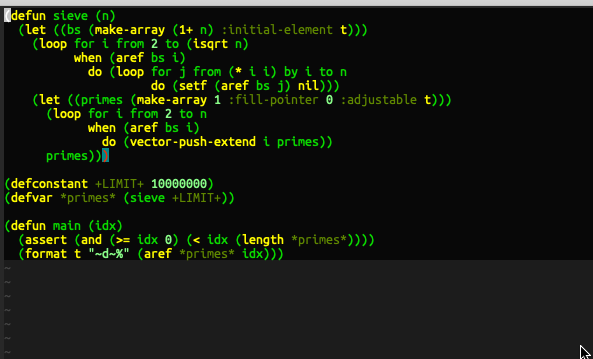 (defun sieve (n)
  (let ((bs (make-array (1+ n) :initial-element t)))
    (loop for i from 2 to (isqrt n)
          when (aref bs i)
            do (loop for j from (* i i) by i to n
                     do (setf (aref bs j) nil)))
    (let ((primes (make-array 1 :fill-pointer 0 :adjustable t)))
      (loop for i from 2 to n
            when (aref bs i)
              do (vector-push-extend i primes))
      primes)))

(defconstant +LIMIT+ 10000000)
(defvar *primes* (sieve +LIMIT+))

(defun main (idx)
  (assert (and (>= idx 0) (< idx (length *primes*))))
  (format t "~d~%" (aref *primes* idx)))
~
~
~
~
~
~
~